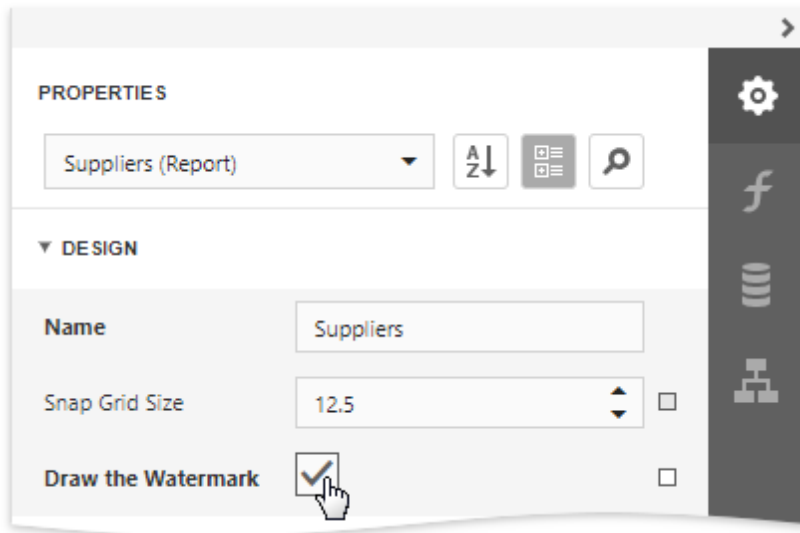 PROPERTIES
Suppliers (Report)
A
Z
DESIGN
Name
Suppliers
Snap Grid Size
12.5
Draw the Watermark